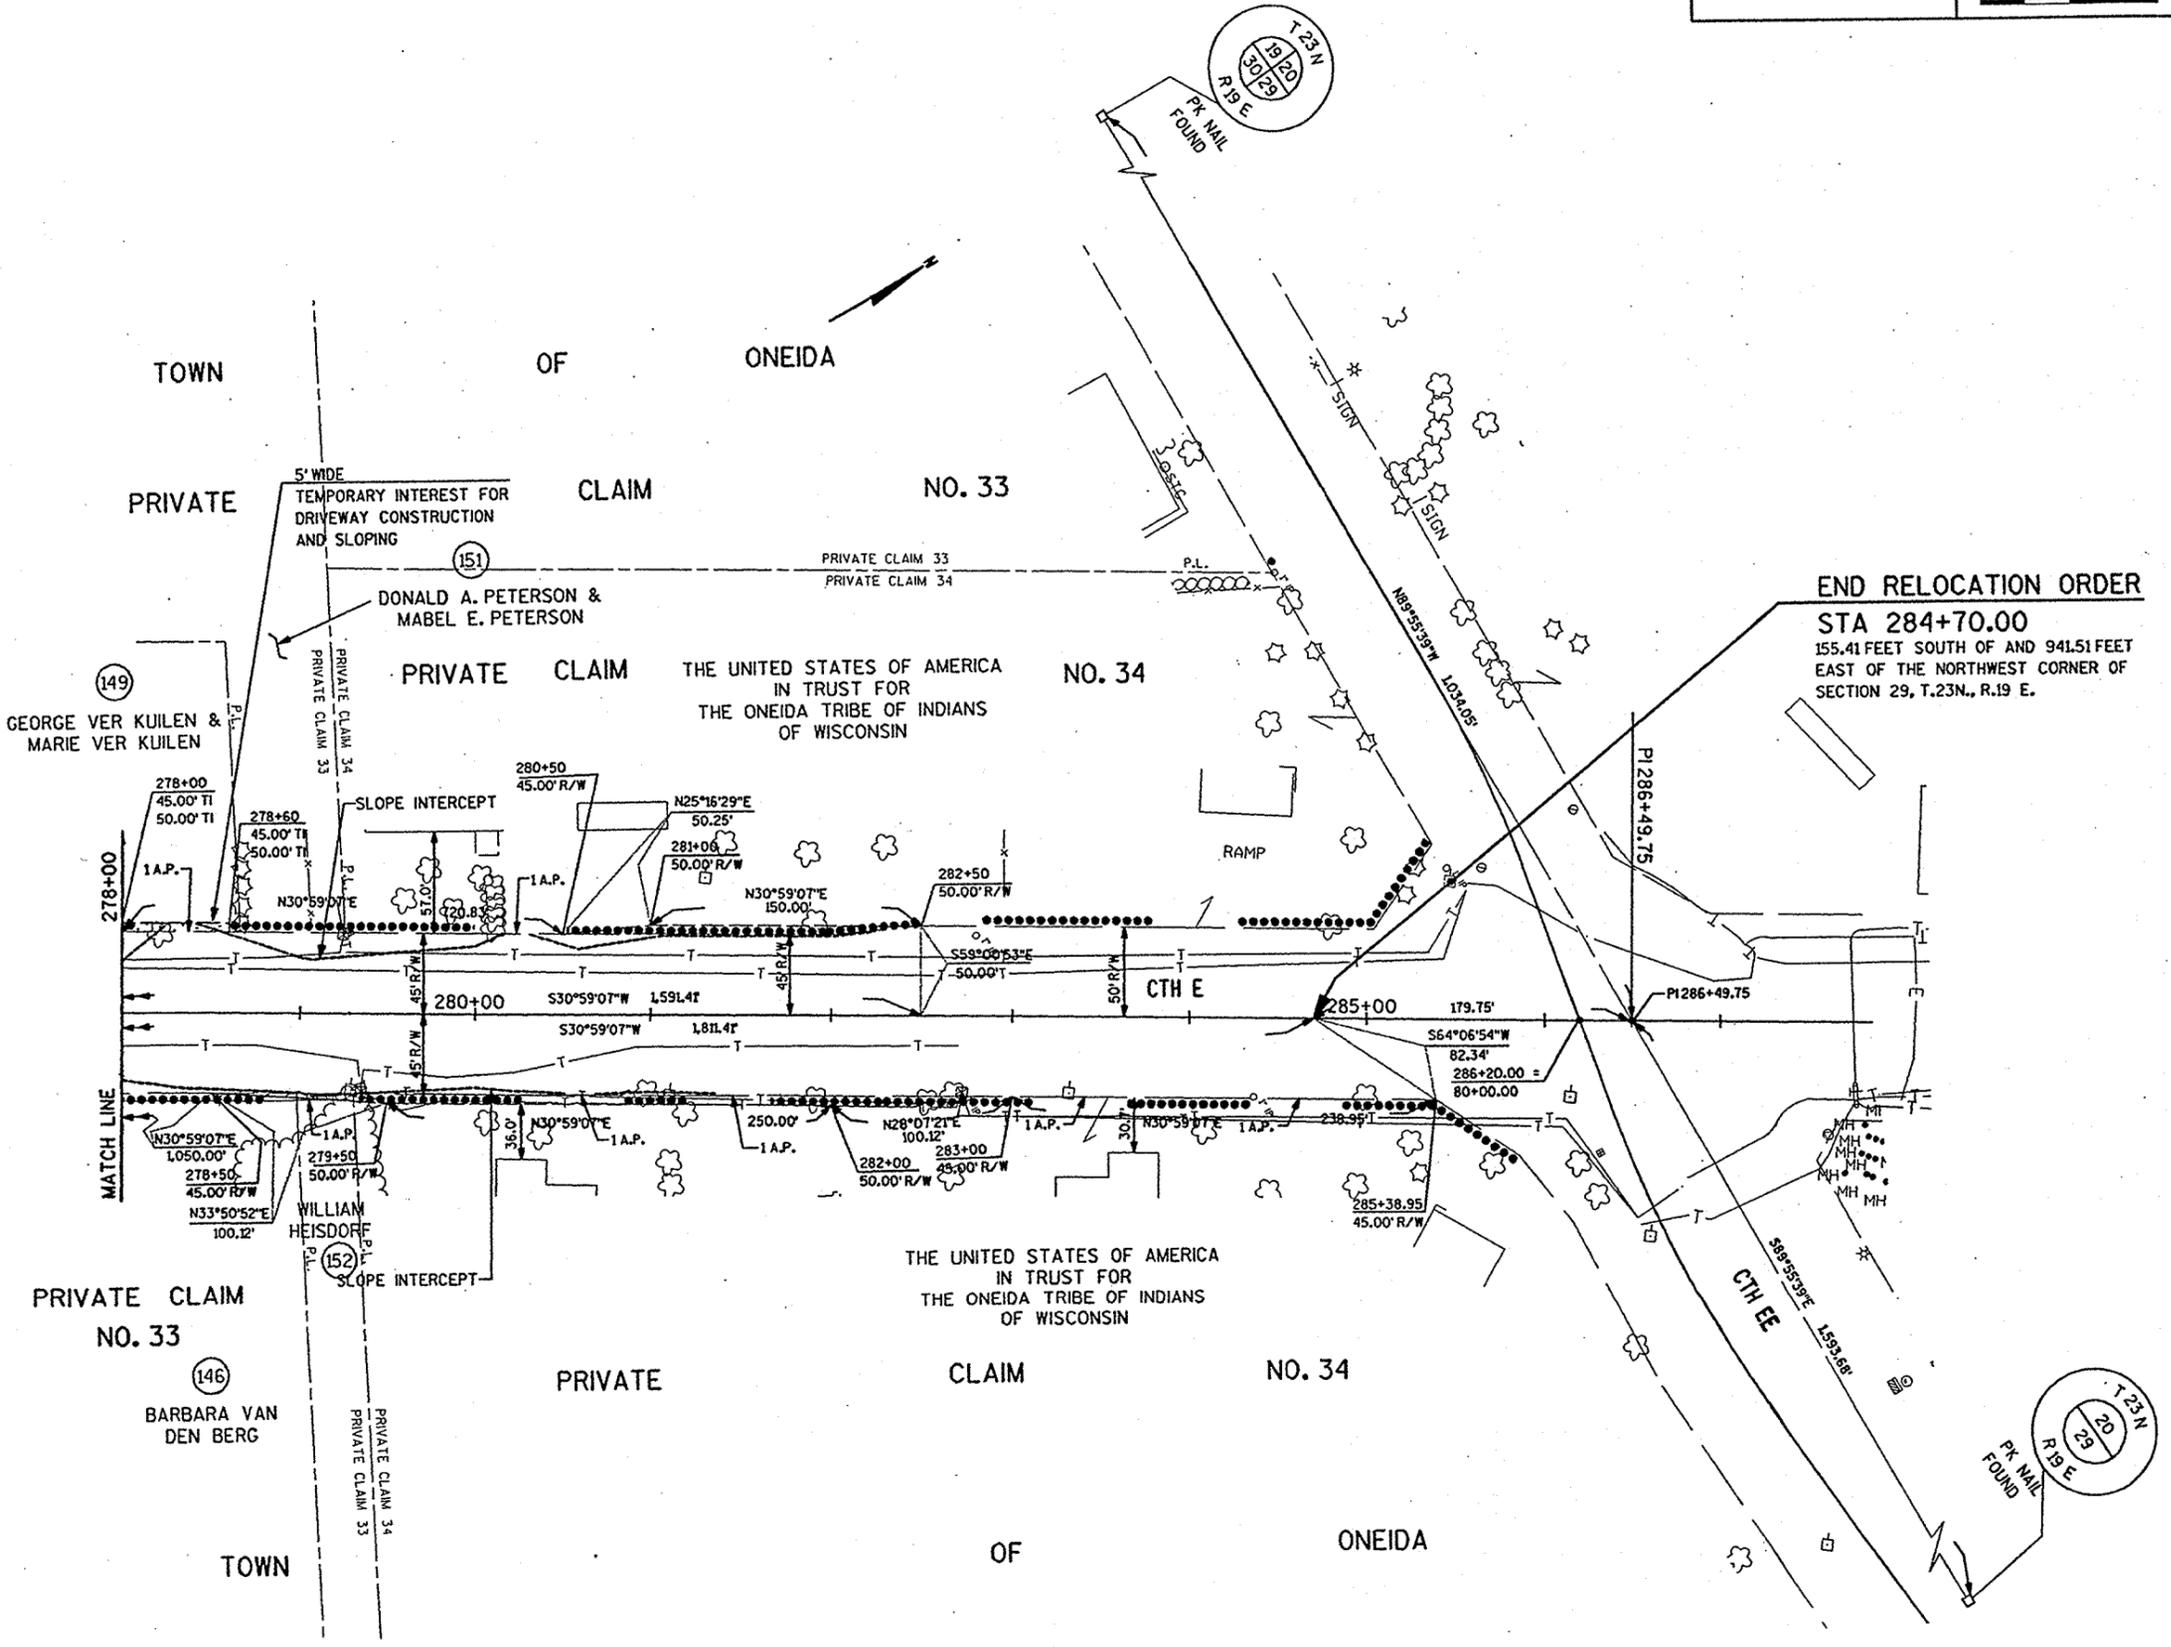 T 23 N
19 20
30 29
R 19 E
PK NAIL
FOUND
N
TOWN OF ONEIDA
5' WIDE
TEMPORARY INTEREST FOR
DRIVEWAY CONSTRUCTION
AND SLOPING
PRIVATE CLAIM NO. 33
SIGN
SIGN
151
PRIVATE CLAIM 33
PRIVATE CLAIM 34
P.L.
DONALD A. PETERSON &
MABEL E. PETERSON
END RELOCATION ORDER
STA 284+70.00
155.41 FEET SOUTH OF AND 941.51 FEET
EAST OF THE NORTHWEST CORNER OF
SECTION 29, T.23N., R.19 E.
N89°55'39"W 1,034.05'
PRIVATE CLAIM NO. 34
THE UNITED STATES OF AMERICA
IN TRUST FOR
THE ONEIDA TRIBE OF INDIANS
OF WISCONSIN
149
GEORGE VER KUILEN &
MARIE VER KUILEN
P.L.
PRIVATE CLAIM 33
PRIVATE CLAIM 34
PI 286+49.75
278+00
45.00' TI
50.00' TI
278+60
45.00' TI
50.00' TI
SLOPE INTERCEPT
280+50
45.00' R/W
N25°16'29"E
50.25'
281+00
50.00' R/W
282+50
50.00' R/W
RAMP
278+00
1 A.P.
P.L.
57.0'
1 A.P.
N30°59'07"E
N30°59'07"E
150.00'
S59°00'53"E
50.00'
45' R/W
45' R/W
50' R/W
CTH E
280+00
S30°59'07"W 1,591.41'
285+00
179.75'
PI 286+49.75
S30°59'07"W 1,811.41'
45' R/W
S64°06'54"W
82.34'
286+20.00 =
80+00.00
MATCH LINE
N30°59'07"E
1,050.00'
1 A.P.
278+50
45.00' R/W
279+50
50.00' R/W
N33°50'52"E
100.12'
36.0'
N30°59'07"E
1 A.P.
250.00'
1 A.P.
282+00
50.00' R/W
N28°07'21"E
100.12'
283+00
45.00' R/W
1 A.P.
30.7'
N30°59'07"E
1 A.P.
238.95'
285+38.95
45.00' R/W
MH
MH
MH
MH
MH
MH
MH
WILLIAM
HEISDORF
152
P.L.
P.L.
SLOPE INTERCEPT
THE UNITED STATES OF AMERICA
IN TRUST FOR
THE ONEIDA TRIBE OF INDIANS
OF WISCONSIN
PRIVATE CLAIM
NO. 33
146
BARBARA VAN
DEN BERG
PRIVATE CLAIM 33
PRIVATE CLAIM 34
PRIVATE CLAIM NO. 34
CTH EE
S89°55'39"E 1,593.68'
T 23 N
20
29
R 19 E
PK NAIL
FOUND
TOWN OF ONEIDA